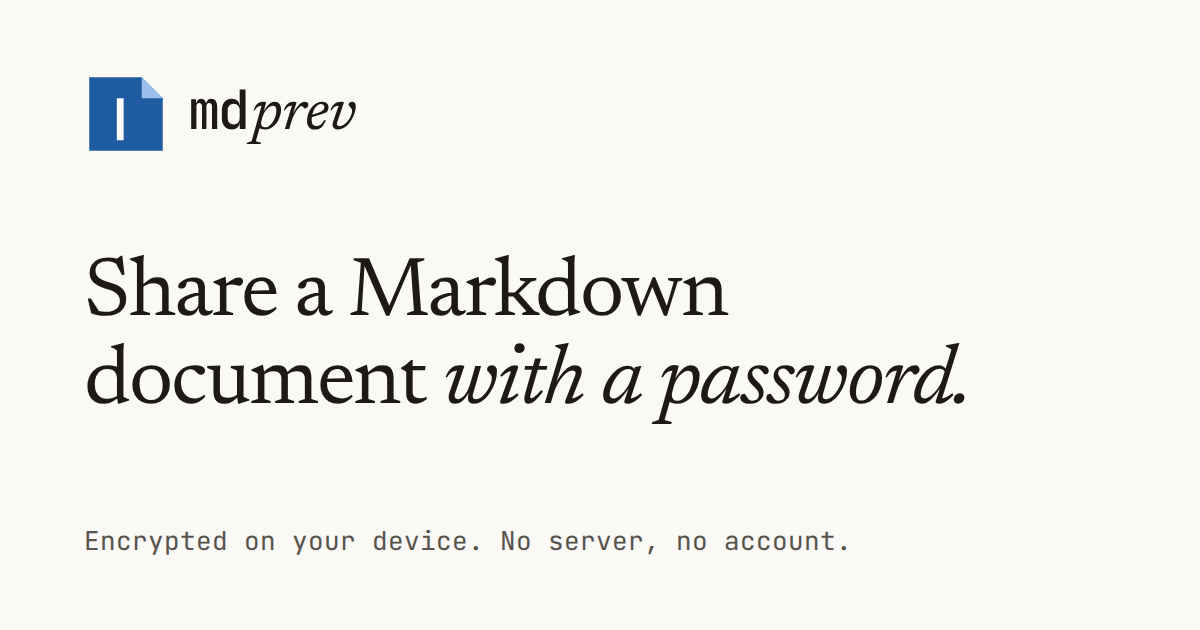 mdprev
Share a Markdown
document with a password.
Encrypted on your device. No server, no account.